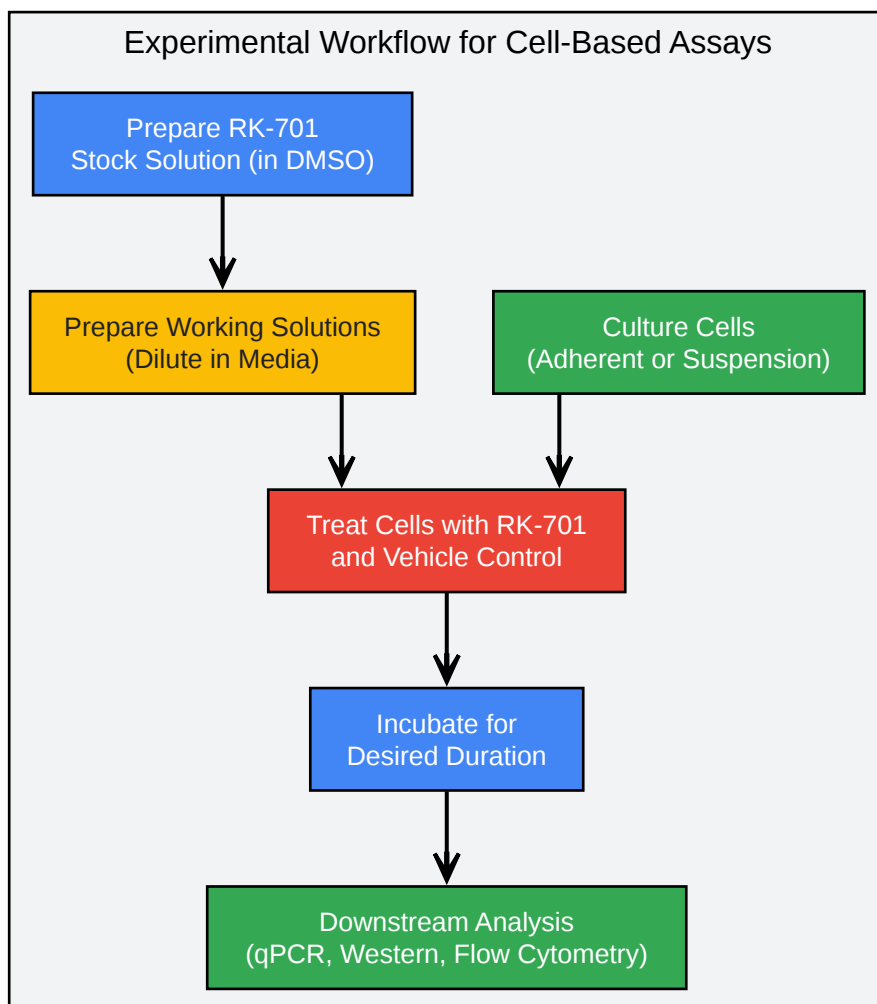 Experimental Workflow for Cell-Based Assays
Prepare RK-701
Stock Solution (in DMSO)
Prepare Working Solutions
(Dilute in Media)
Culture Cells
(Adherent or Suspension)
Treat Cells with RK-701
and Vehicle Control
Incubate for
Desired Duration
Downstream Analysis
(qPCR, Western, Flow Cytometry)